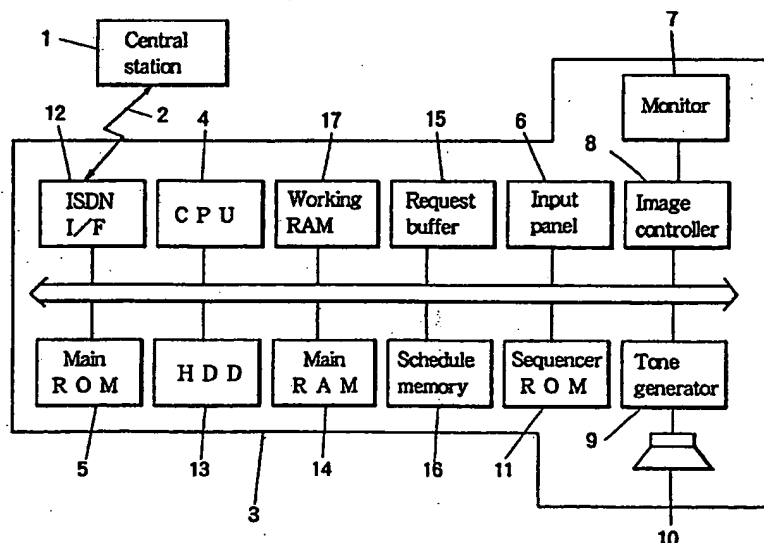 7
1
Central
station
Monitor
2
12
4
17
15
6
8
ISDN
I/F
C P U
Working
RAM
Request
buffer
Input
panel
Image
controller
Main
R O M
H D D
Main
R A M
Schedule
memory
Sequencer
R O M
Tone
generator
9
5
13
14
16
11
3
10